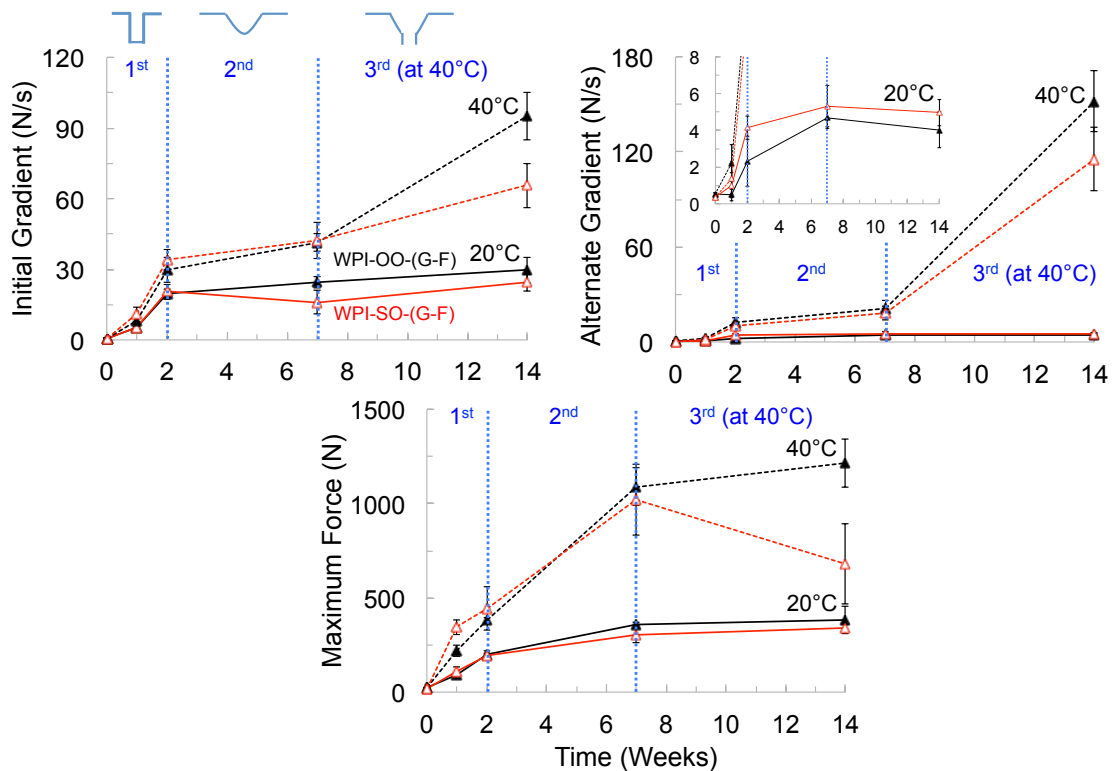 1st 2nd 3rd (at 40°C)
120
90
60
30
0
Initial Gradient (N/s)
40°C
WPI-OO-(G-F) 20°C
WPI-SO-(G-F)
0 2 4 6 8 10 12 14
180
120
60
0
Alternate Gradient (N/s)
8
6
4
2
0
20°C
0 2 4 6 8 10 12 14
40°C
1st 2nd 3rd (at 40°C)
0 2 4 6 8 10 12 14
1500
1000
500
0
Maximum Force (N)
1st 2nd 3rd (at 40°C)
40°C
20°C
0 2 4 6 8 10 12 14
Time (Weeks)